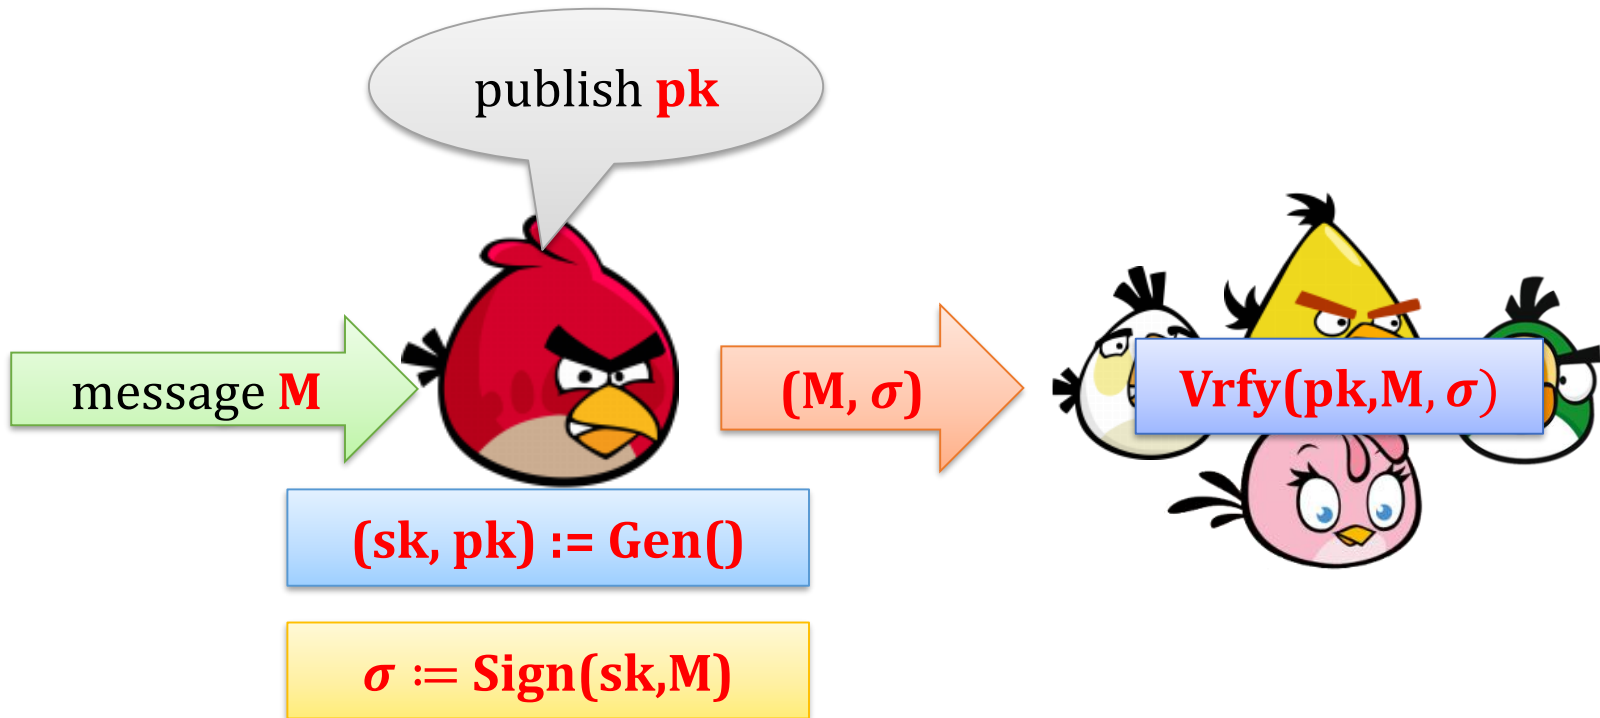 publish pk
message M
(M, σ)
Vrfy(pk,M, σ)
(sk, pk) := Gen()
σ := Sign(sk,M)